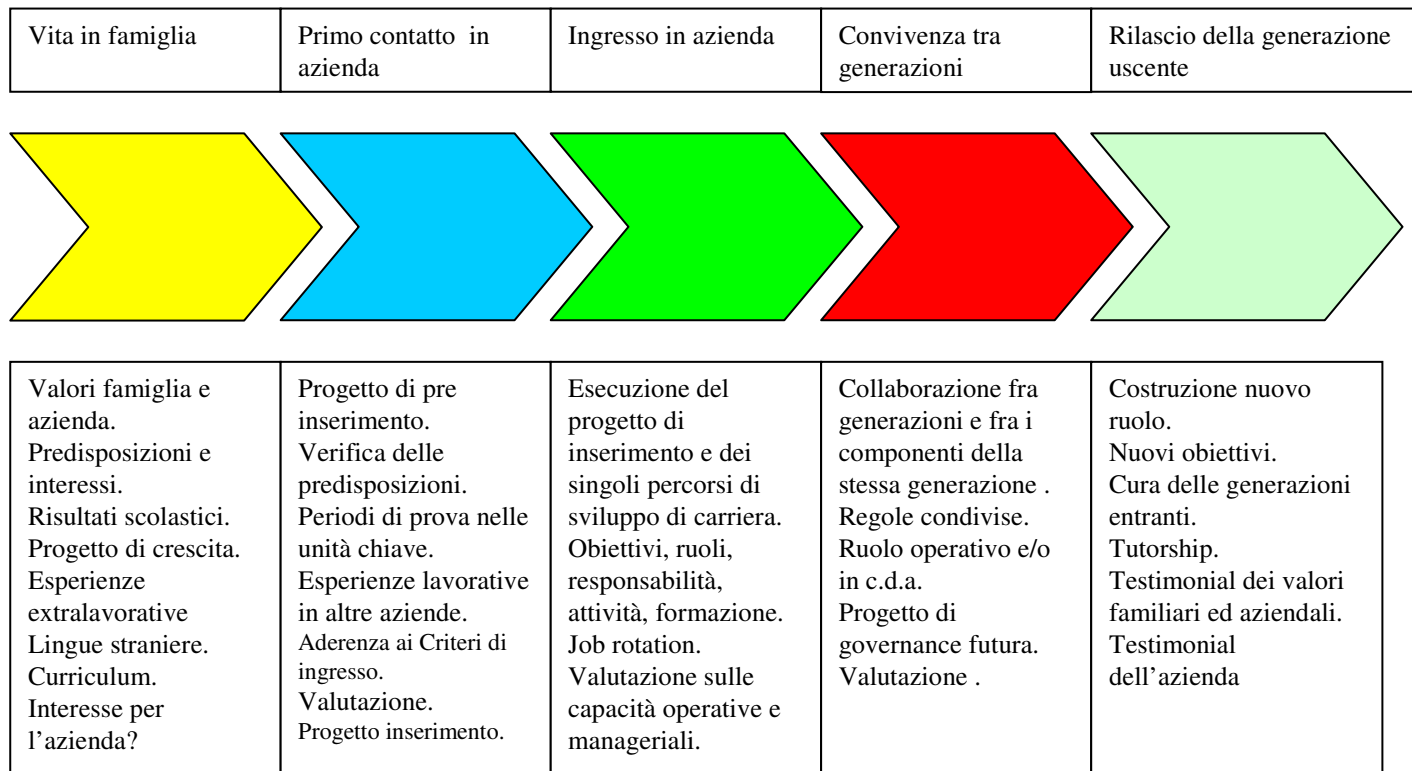 Vita in famiglia
Primo contatto in
azienda
Ingresso in azienda
Convivenza tra
generazioni
Rilascio della generazione
uscente
Valori famiglia e
azienda.
Predisposizioni e
interessi.
Risultati scolastici.
Progetto di crescita.
Esperienze
extralavorative
Lingue straniere.
Curriculum.
Interesse per
l’azienda?
Progetto di pre
inserimento.
Verifica delle
predisposizioni.
Periodi di prova nelle
unità chiave.
Esperienze lavorative
in altre aziende.
Aderenza ai Criteri di
ingresso.
Valutazione.
Progetto inserimento.
Esecuzione del
progetto di
inserimento e dei
singoli percorsi di
sviluppo di carriera.
Obiettivi, ruoli,
responsabilità,
attività, formazione.
Job rotation.
Valutazione sulle
capacità operative e
manageriali.
Collaborazione fra
generazioni e fra i
componenti della
stessa generazione .
Regole condivise.
Ruolo operativo e/o
in c.d.a.
Progetto di
governance futura.
Valutazione .
Costruzione nuovo
ruolo.
Nuovi obiettivi.
Cura delle generazioni
entranti.
Tutorship.
Testimonial dei valori
familiari ed aziendali.
Testimonial
dell’azienda